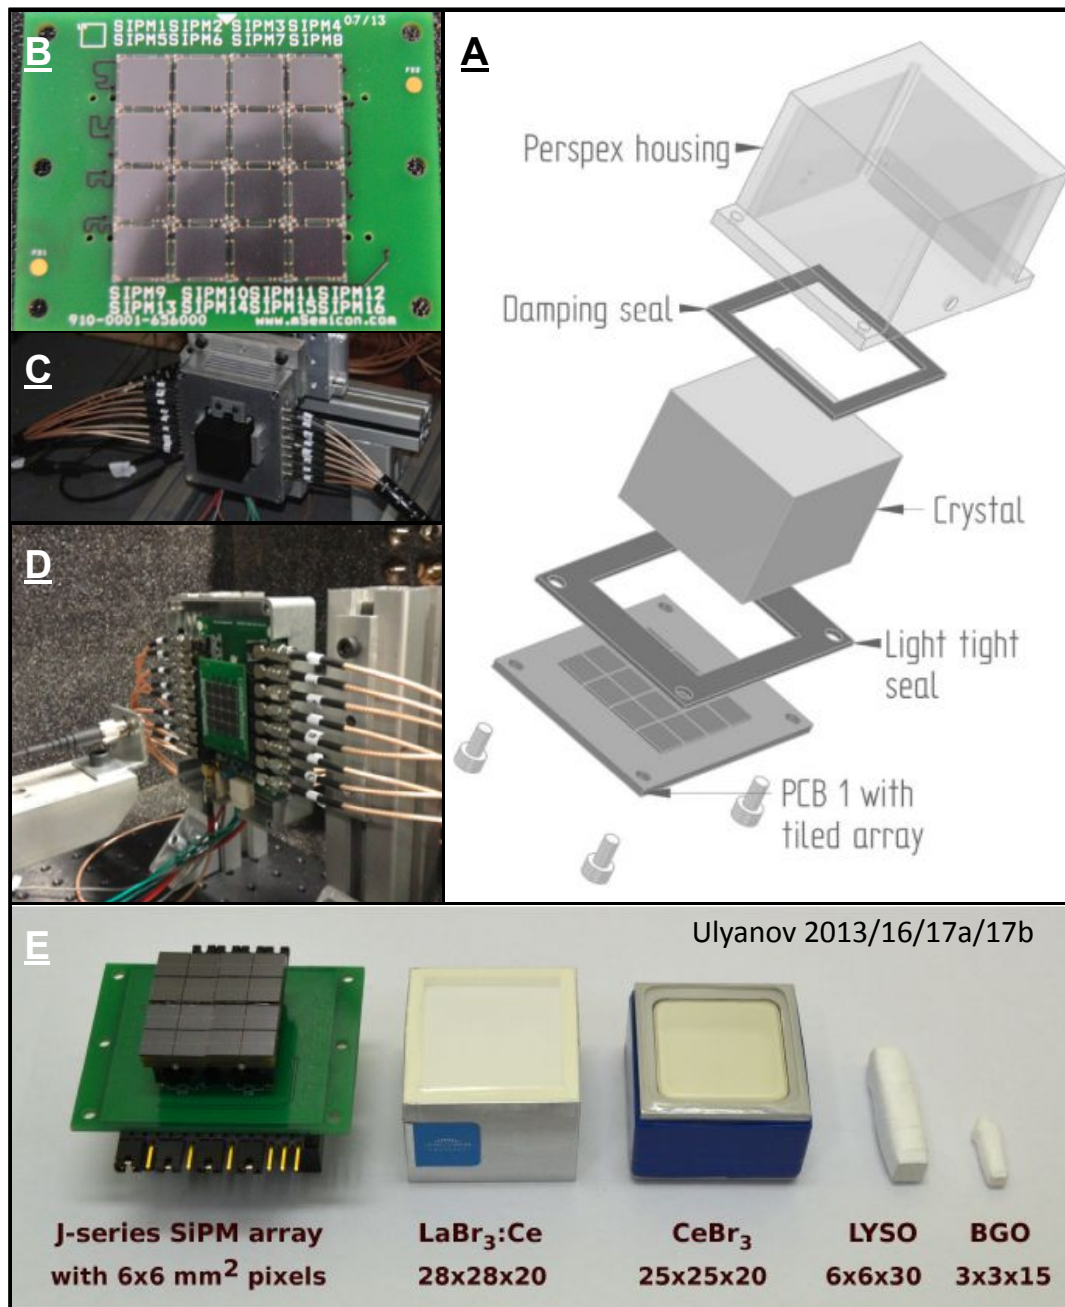 B
SIPM1 SIPM2 SIPM3 SIPM4 07/13
SIPM5 SIPM6 SIPM7 SIPM8
SIPM9 SIPM10 SIPM11 SIPM12
SIPM13 SIPM14 SIPM15 SIPM16
910-0001-656000 www.mSemicon.com
C
D
A
Perspex housing
Damping seal
Crystal
Light tight
seal
PCB 1 with
tiled array
E
Ulyanov 2013/16/17a/17b
J-series SiPM array
with 6x6 mm² pixels
LaBr₃:Ce
28x28x20
CeBr₃
25x25x20
LYSO
6x6x30
BGO
3x3x15